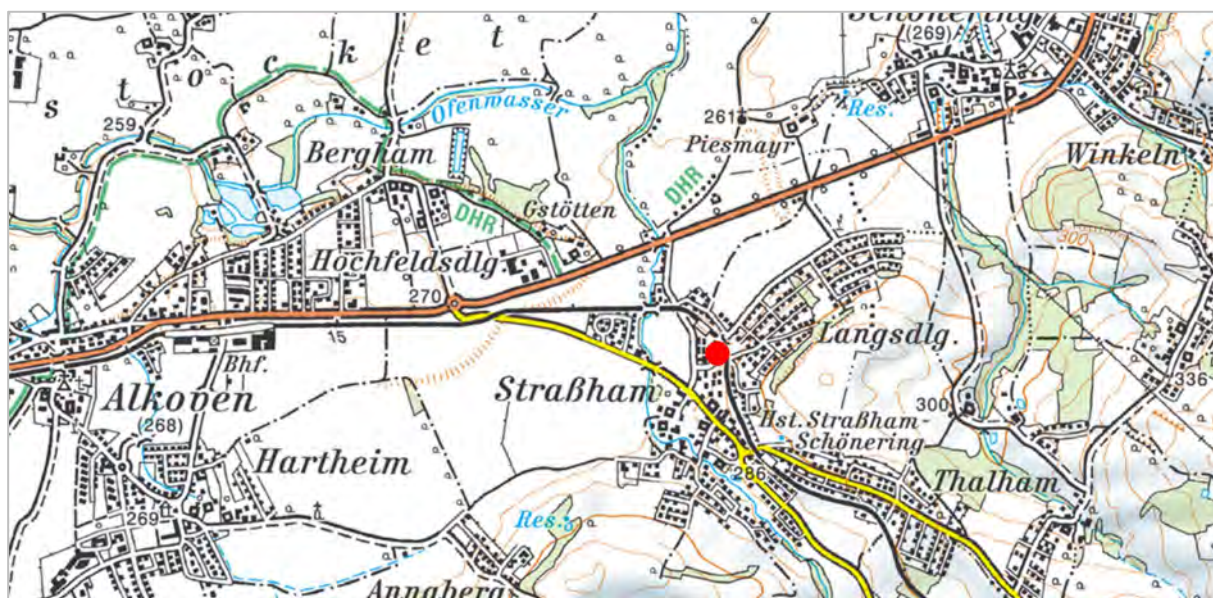 Schönering
(269)
s t o c k e t
259
Ofenwasser
261
Res.
Piesmayr
Bergham
Winkeln
DHR
DHR
Gstötten
Hochfeldsdlg.
300
270
15
Langsdlg.
Bhf.
336
Alkoven
(268)
Straßham
Hst. Straßham-
Schönering
300
Hartheim
286
Thalham
269
Res.
Annaberg